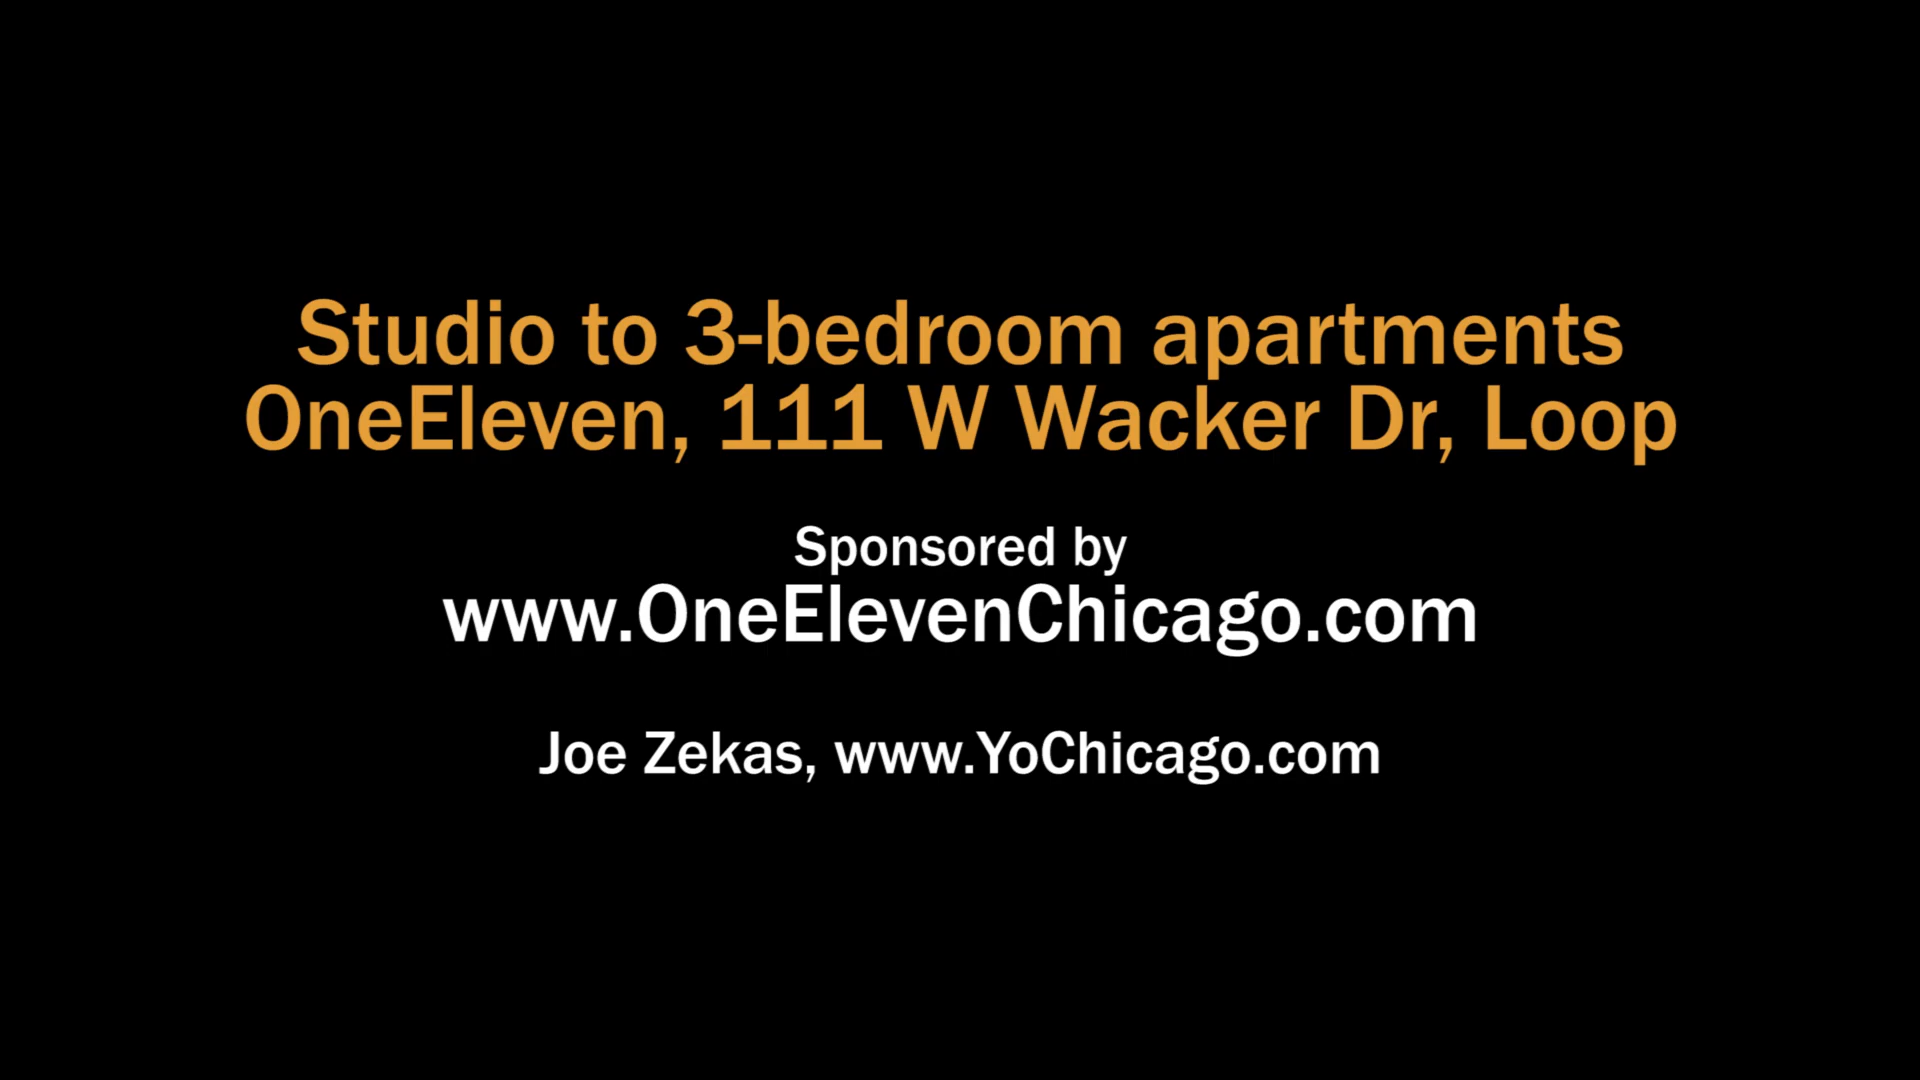 Studio to 3-bedroom apartments
OneEleven, 111 W Wacker Dr, Loop
Sponsored by
www.OneElevenChicago.com
Joe Zekas, www.YoChicago.com